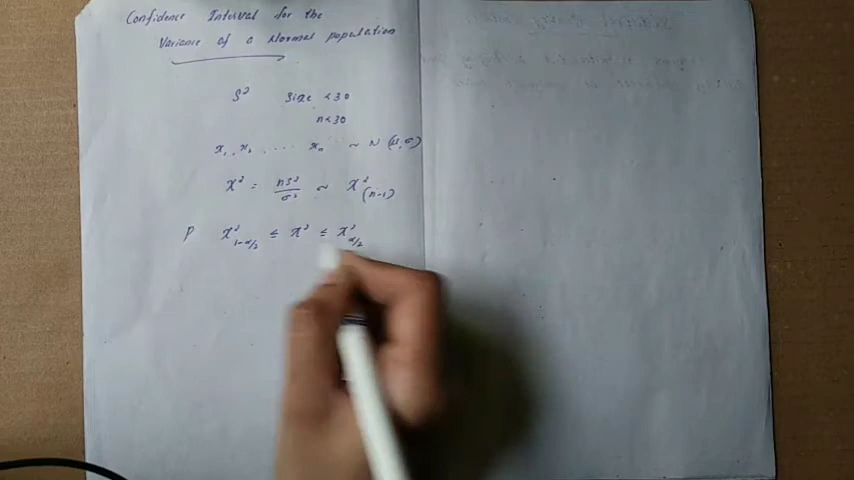 Confidence Interval for the
Variance of a Normal population
S² Size < 30
n < 30
x₁, x₂ ..... xₙ ~ N (μ, σ)
χ² = nS²/σ² ~ χ²(n-1)
P χ²1-α/2 ≤ χ² ≤ χ²α/2